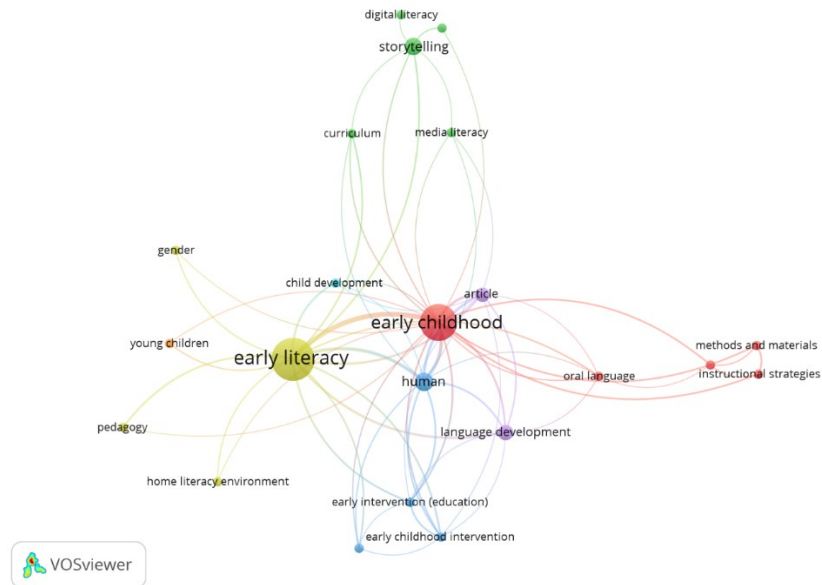 digital literacy
storytelling
curriculum
media literacy
gender
child development
article
early childhood
young children
early literacy
methods and materials
human
oral language
instructional strategies
pedagogy
language development
home literacy environment
early intervention (education)
early childhood intervention
VOSviewer